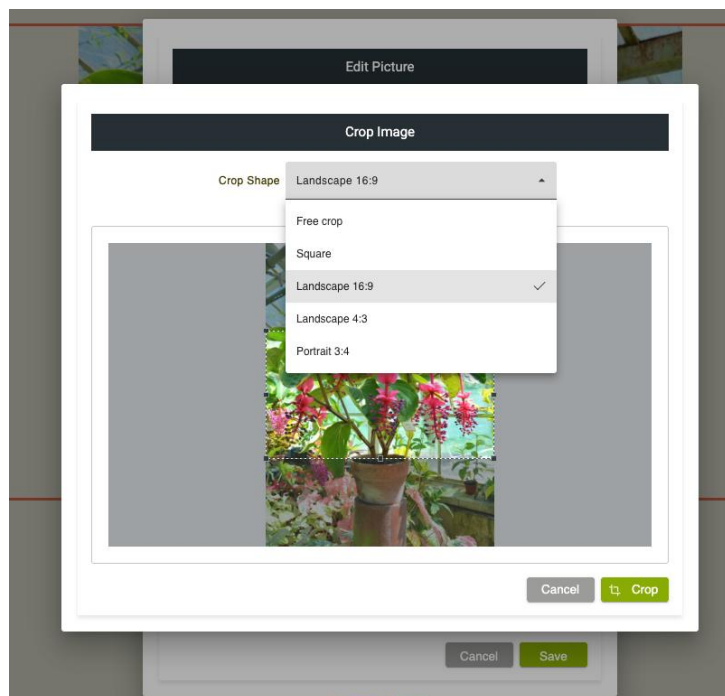 Edit Picture
Crop Image
Crop Shape Landscape 16:9
Free crop
Square
Landscape 16:9
Landscape 4:3
Portrait 3:4
Cancel Crop
Cancel Save